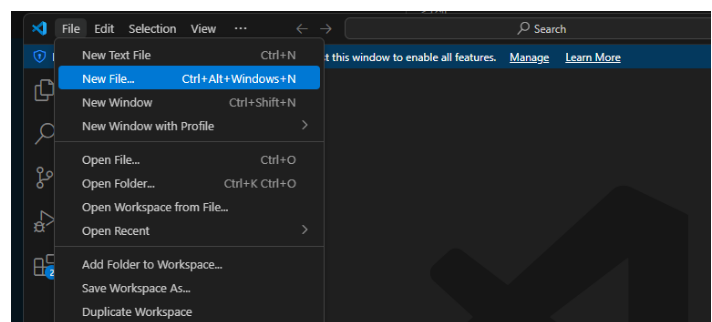 File Edit Selection View ··· Search
New Text File Ctrl+N
New File... Ctrl+Alt+Windows+N
t this window to enable all features. Manage Learn More
New Window Ctrl+Shift+N
New Window with Profile
Open File... Ctrl+O
Open Folder... Ctrl+K Ctrl+O
Open Workspace from File...
Open Recent
Add Folder to Workspace...
2
Save Workspace As...
Duplicate Workspace